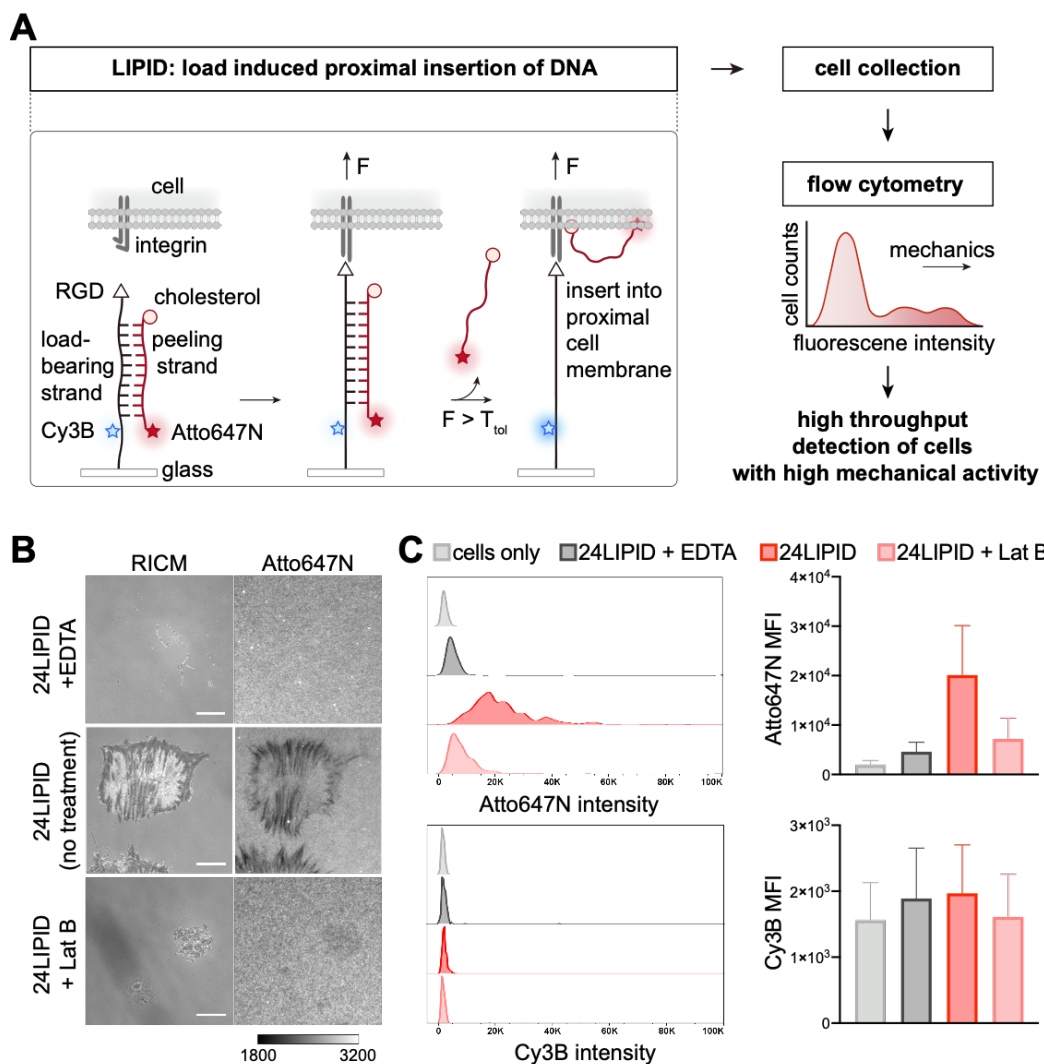 A
LIPID: load induced proximal insertion of DNA
cell collection
flow cytometry
cell counts
mechanics
fluorescene intensity
high throughput
detection of cells
with high mechanical activity
F
F
cell
integrin
RGD
cholesterol
load-
bearing
strand
peeling
strand
Cy3B
Atto647N
glass
F > Ttol
insert into
proximal
cell
membrane
B
RICM
Atto647N
24LIPID
+EDTA
24LIPID
(no treatment)
24LIPID
+ Lat B
1800
3200
C
cells only
24LIPID + EDTA
24LIPID
24LIPID + Lat B
0
20K
40K
60K
80K
100K
Atto647N intensity
Atto647N MFI
4×10⁴
3×10⁴
2×10⁴
1×10⁴
0
0
20K
40K
60K
80K
100K
Cy3B intensity
Cy3B MFI
3×10³
2×10³
1×10³
0